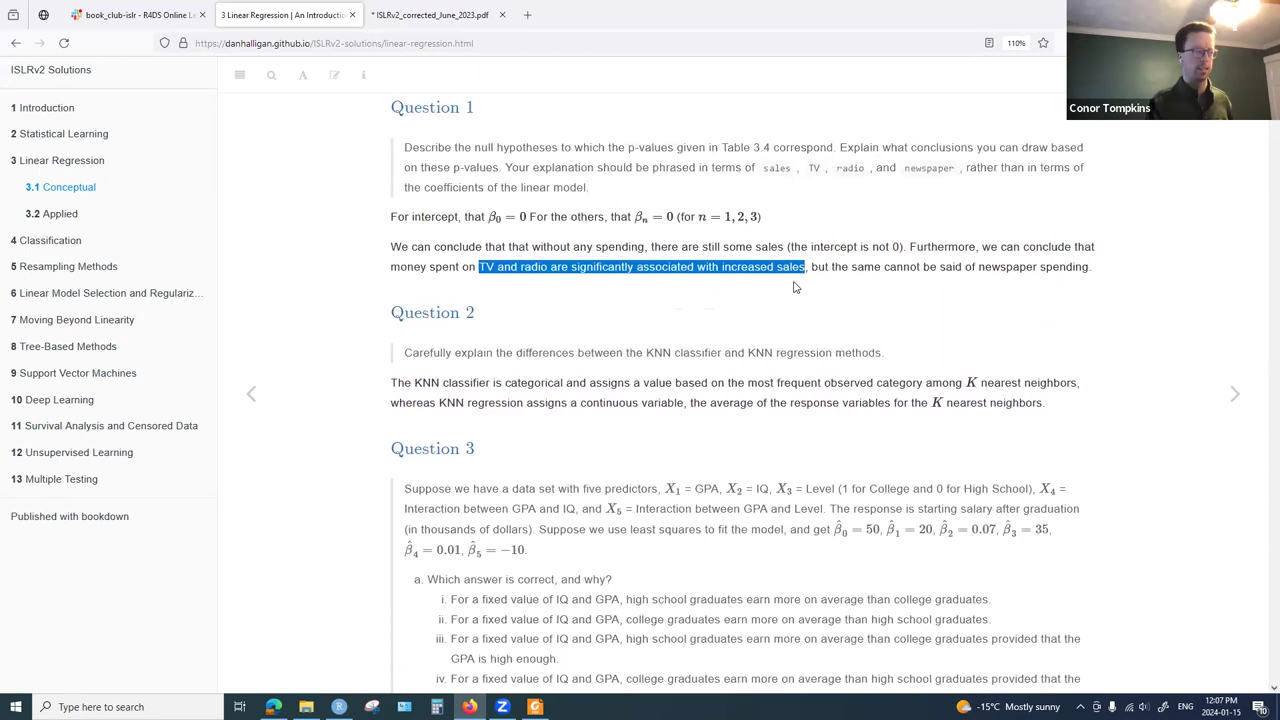 book_club-islr - R4DS Online Le
3 Linear Regression | An Introductio
* ISLRv2_corrected_June_2023.pdf
https://danhalligan.github.io/ISLRv2-solutions/linear-regression.html
110%
Conor Tompkins
ISLRv2 Solutions
1 Introduction
2 Statistical Learning
3 Linear Regression
3.1 Conceptual
3.2 Applied
4 Classification
5 Resampling Methods
6 Linear Model Selection and Regulariz…
7 Moving Beyond Linearity
8 Tree-Based Methods
9 Support Vector Machines
10 Deep Learning
11 Survival Analysis and Censored Data
12 Unsupervised Learning
13 Multiple Testing
Published with bookdown
Question 1
Describe the null hypotheses to which the p-values given in Table 3.4 correspond. Explain what conclusions you can draw based
on these p-values. Your explanation should be phrased in terms of sales , TV , radio , and newspaper , rather than in terms of
the coefficients of the linear model.
For intercept, that β₀ = 0 For the others, that βₙ = 0 (for n = 1, 2, 3)
We can conclude that that without any spending, there are still some sales (the intercept is not 0). Furthermore, we can conclude that
money spent on TV and radio are significantly associated with increased sales, but the same cannot be said of newspaper spending.
Question 2
Carefully explain the differences between the KNN classifier and KNN regression methods.
The KNN classifier is categorical and assigns a value based on the most frequent observed category among K nearest neighbors,
whereas KNN regression assigns a continuous variable, the average of the response variables for the K nearest neighbors.
Question 3
Suppose we have a data set with five predictors, X₁ = GPA, X₂ = IQ, X₃ = Level (1 for College and 0 for High School), X₄ =
Interaction between GPA and IQ, and X₅ = Interaction between GPA and Level. The response is starting salary after graduation
(in thousands of dollars). Suppose we use least squares to fit the model, and get β̂₀ = 50, β̂₁ = 20, β̂₂ = 0.07, β̂₃ = 35,
β̂₄ = 0.01, β̂₅ = −10.
a. Which answer is correct, and why?
i. For a fixed value of IQ and GPA, high school graduates earn more on average than college graduates.
ii. For a fixed value of IQ and GPA, college graduates earn more on average than high school graduates.
iii. For a fixed value of IQ and GPA, high school graduates earn more on average than college graduates provided that the
GPA is high enough.
iv. For a fixed value of IQ and GPA, college graduates earn more on average than high school graduates provided that the
Type here to search
-15°C Mostly sunny
ENG
12:07 PM
2024-01-15